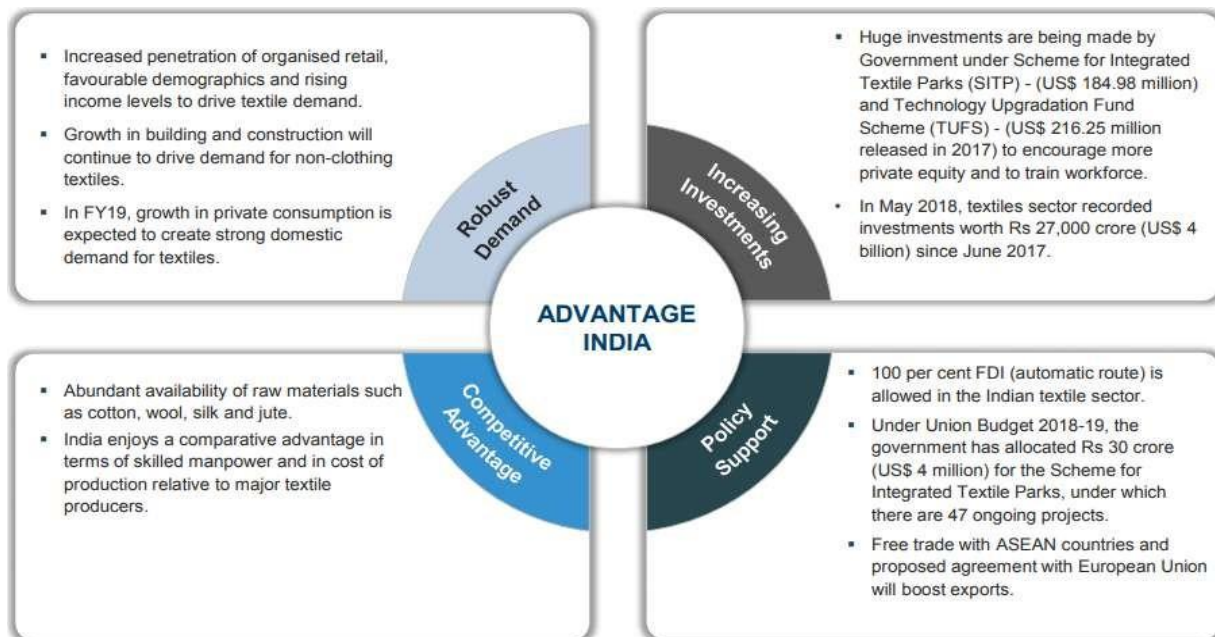 ▪ Increased penetration of organised retail,
favourable demographics and rising
income levels to drive textile demand.
▪ Growth in building and construction will
continue to drive demand for non-clothing
textiles.
▪ In FY19, growth in private consumption is
expected to create strong domestic
demand for textiles.
Robust
Demand
▪ Huge investments are being made by
Government under Scheme for Integrated
Textile Parks (SITP) - (US$ 184.98 million)
and Technology Upgradation Fund
Scheme (TUFS) - (US$ 216.25 million
released in 2017) to encourage more
private equity and to train workforce.
• In May 2018, textiles sector recorded
investments worth Rs 27,000 crore (US$ 4
billion) since June 2017.
Increasing
Investments
ADVANTAGE
INDIA
▪ Abundant availability of raw materials such
as cotton, wool, silk and jute.
▪ India enjoys a comparative advantage in
terms of skilled manpower and in cost of
production relative to major textile
producers.
Competitive
Advantage
▪ 100 per cent FDI (automatic route) is
allowed in the Indian textile sector.
▪ Under Union Budget 2018-19, the
government has allocated Rs 30 crore
(US$ 4 million) for the Scheme for
Integrated Textile Parks, under which
there are 47 ongoing projects.
▪ Free trade with ASEAN countries and
proposed agreement with European Union
will boost exports.
Policy
Support